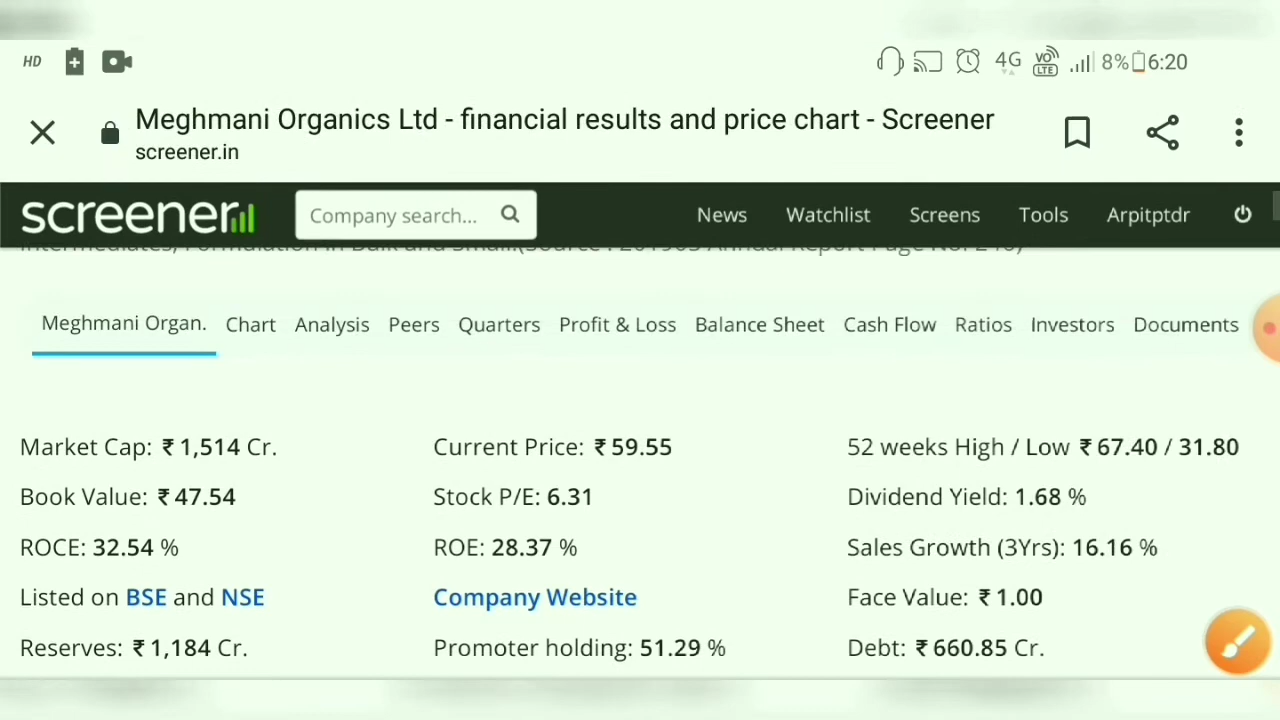 HD 4G VO LTE 8% 6:20
Meghmani Organics Ltd - financial results and price chart - Screener
screener.in
screener Company search... News Watchlist Screens Tools Arpitptdr
Meghmani Organ. Chart Analysis Peers Quarters Profit & Loss Balance Sheet Cash Flow Ratios Investors Documents
Market Cap: ₹ 1,514 Cr. Current Price: ₹ 59.55 52 weeks High / Low ₹ 67.40 / 31.80
Book Value: ₹ 47.54 Stock P/E: 6.31 Dividend Yield: 1.68 %
ROCE: 32.54 % ROE: 28.37 % Sales Growth (3Yrs): 16.16 %
Listed on BSE and NSE Company Website Face Value: ₹ 1.00
Reserves: ₹ 1,184 Cr. Promoter holding: 51.29 % Debt: ₹ 660.85 Cr.